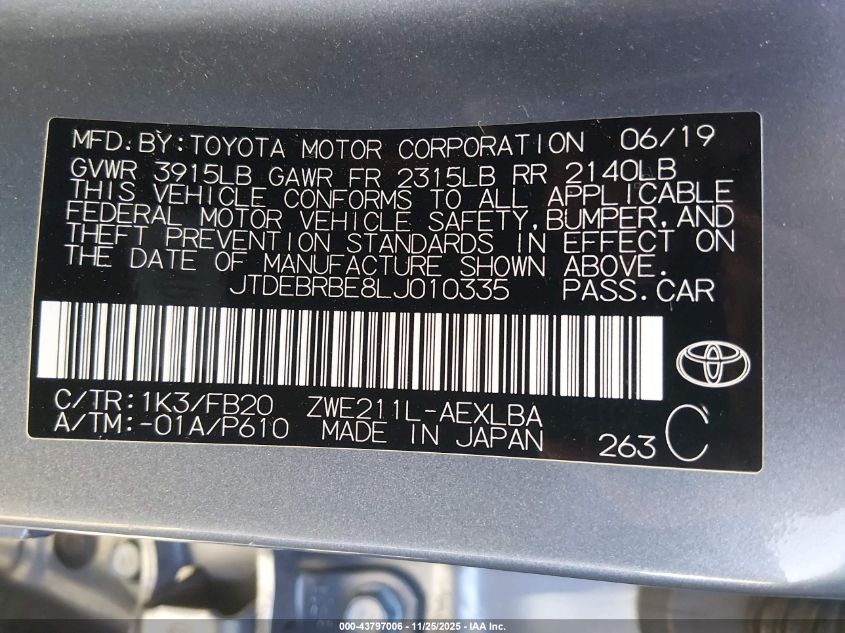 MFD. BY: TOYOTA MOTOR CORPORATION 06/19
GVWR 3915LB GAWR FR 2315LB RR 2140LB
THIS VEHICLE CONFORMS TO ALL APPLICABLE
FEDERAL MOTOR VEHICLE SAFETY, BUMPER, AND
THEFT PREVENTION STANDARDS IN EFFECT ON
THE DATE OF MANUFACTURE SHOWN ABOVE.
JTDEBRBE8LJ010335 PASS. CAR
C/TR: 1K3/FB20 ZWE211L-AEXLBA
A/TM: -01A/P610 MADE IN JAPAN 263 C
000-43797006 - 11/25/2025 - IAA Inc.